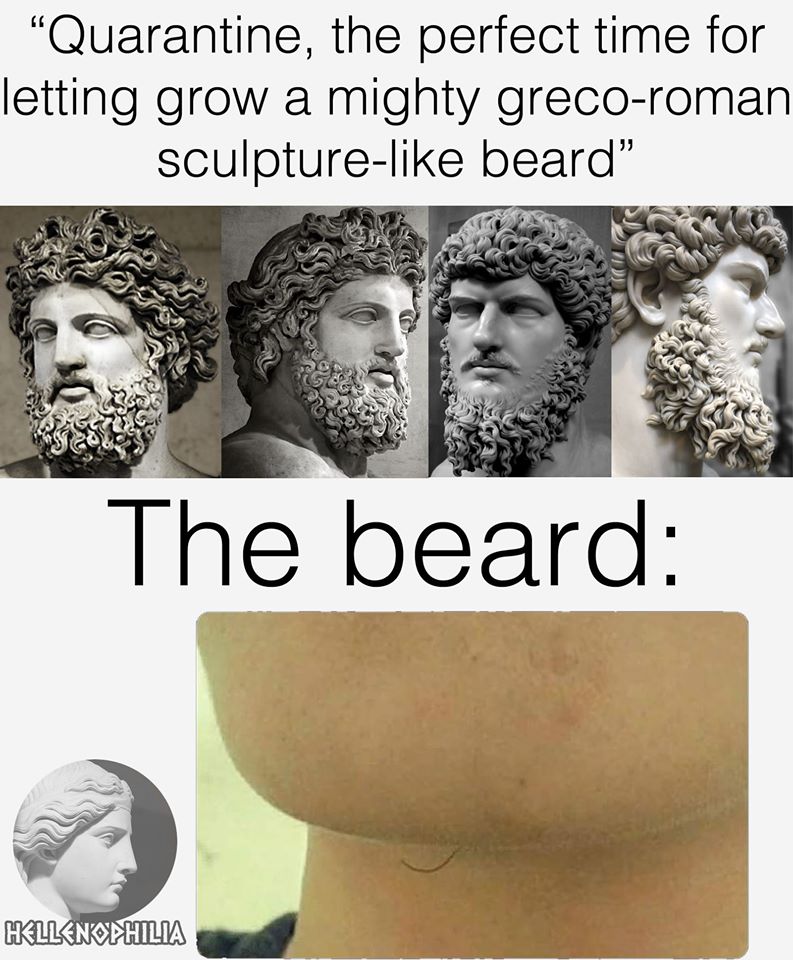 “Quarantine, the perfect time for
letting grow a mighty greco-roman
sculpture-like beard”
The beard:
HELLENOPHILIA